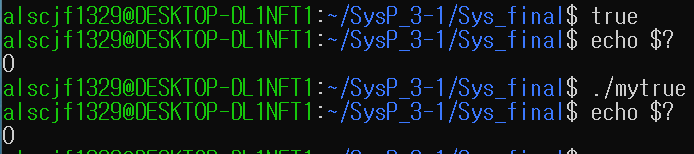 alscjf1329@DESKTOP-DL1NFT1:~/SysP_3-1/Sys_final$ true
alscjf1329@DESKTOP-DL1NFT1:~/SysP_3-1/Sys_final$ echo $?
0
alscjf1329@DESKTOP-DL1NFT1:~/SysP_3-1/Sys_final$ ./mytrue
alscjf1329@DESKTOP-DL1NFT1:~/SysP_3-1/Sys_final$ echo $?
0